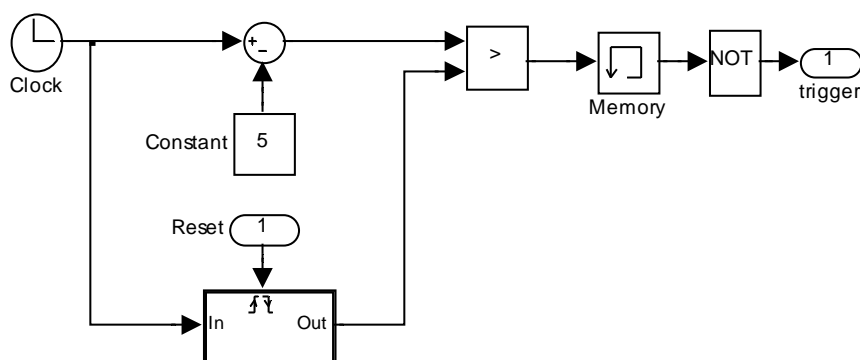 Clock
+
−
>
NOT
1
trigger
Memory
Constant
5
Reset
1
In
Out